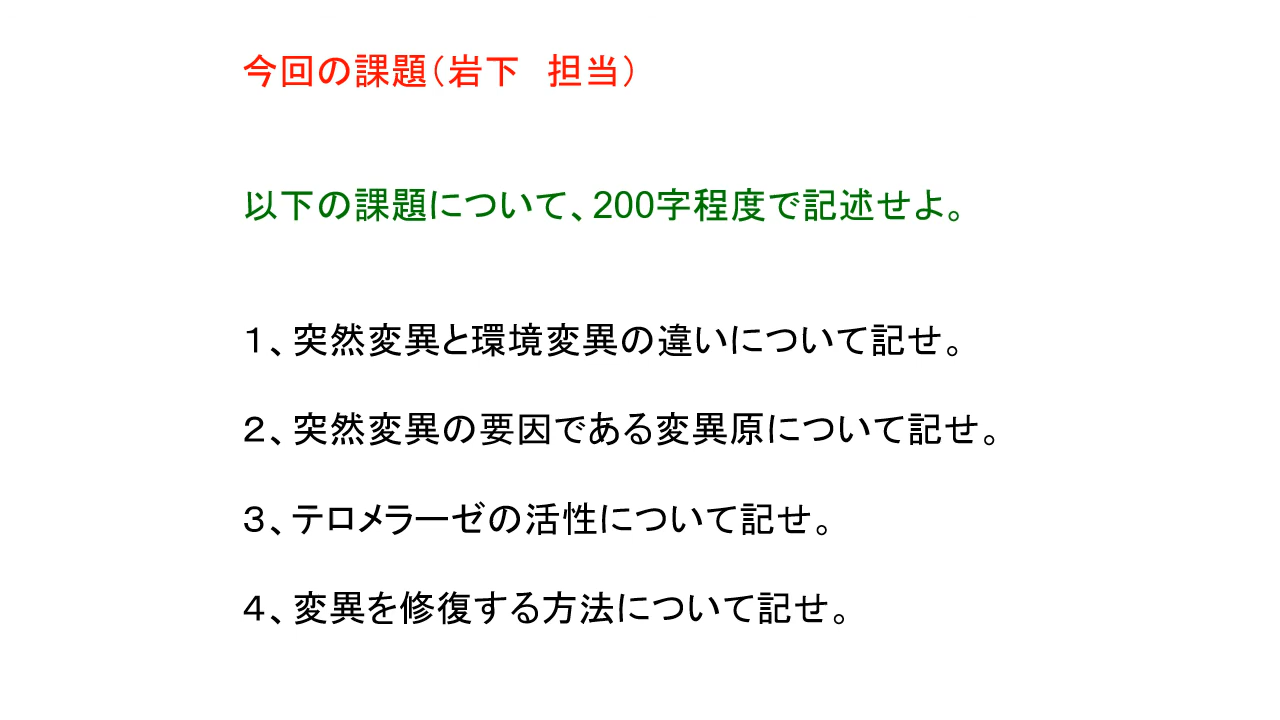 今回の課題（岩下　担当）
以下の課題について、200字程度で記述せよ。
１、突然変異と環境変異の違いについて記せ。
２、突然変異の要因である変異原について記せ。
３、テロメラーゼの活性について記せ。
４、変異を修復する方法について記せ。